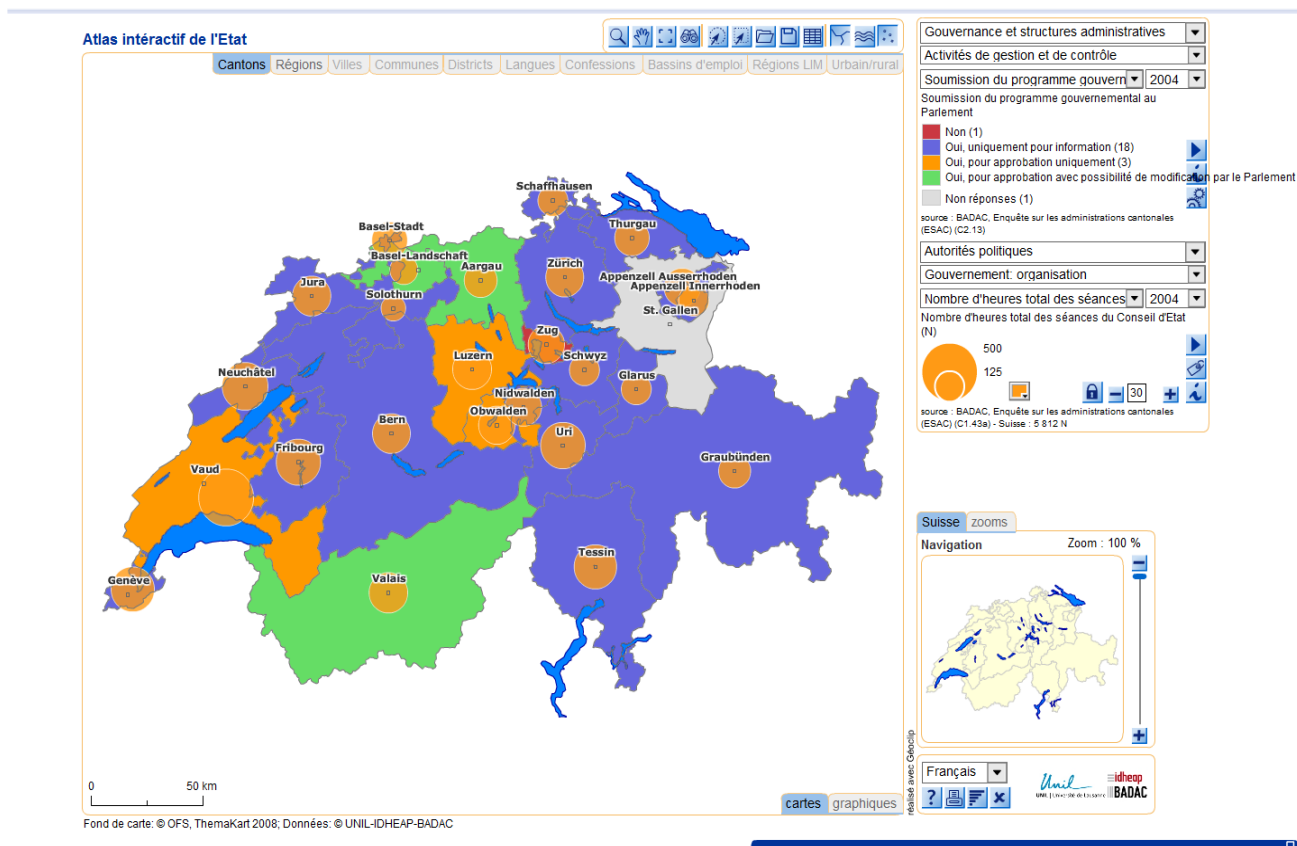 Atlas intéractif de l'Etat
Cantons Régions Villes Communes Districts Langues Confessions Bassins d'emploi Régions LIM Urbain/rural
Schaffhausen
Basel-Stadt
Thurgau
Basel-Landschaft
Aargau
Zürich
Appenzell Ausserrhoden
Appenzell Innerrhoden
Jura
Solothurn
St. Gallen
Zug
Luzern
Schwyz
Neuchâtel
Glarus
Nidwalden
Obwalden
Bern
Uri
Fribourg
Graubünden
Vaud
Tessin
Genève
Valais
0 50 km
cartes graphiques
Fond de carte: © OFS, ThemaKart 2008; Données: © UNIL-IDHEAP-BADAC
réalisé avec Géoclip
Gouvernance et structures administratives
Activités de gestion et de contrôle
Soumission du programme gouvern 2004
Soumission du programme gouvernemental au
Parlement
Non (1)
Oui, uniquement pour information (18)
Oui, pour approbation uniquement (3)
Oui, pour approbation avec possibilité de modification par le Parlement
Non réponses (1)
source : BADAC, Enquête sur les administrations cantonales
(ESAC) (C2.13)
Autorités politiques
Gouvernement: organisation
Nombre d'heures total des séances 2004
Nombre d'heures total des séances du Conseil d'Etat
(N)
500
125
30
source : BADAC, Enquête sur les administrations cantonales
(ESAC) (C1.43a) - Suisse : 5 812 N
Suisse zooms
Navigation Zoom : 100 %
Français
Unil
UNIL | Université de Lausanne
idheap
BADAC